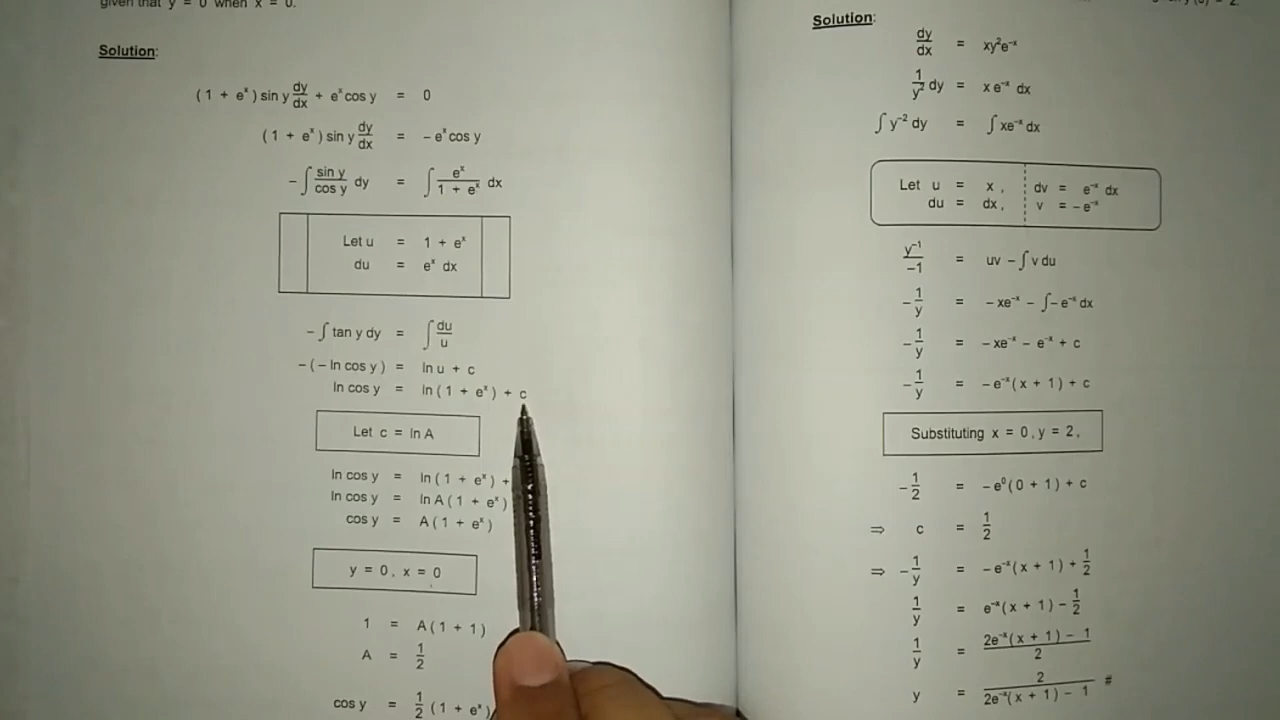 given that y = 0 when x = 0.
Solution:
(1 + eˣ) sin y dy/dx + eˣ cos y = 0
(1 + eˣ) sin y dy/dx = – eˣ cos y
– ∫ sin y/cos y dy = ∫ eˣ/1 + eˣ dx
Let u = 1 + eˣ
du = eˣ dx
– ∫ tan y dy = ∫ du/u
– (– ln cos y) = ln u + c
ln cos y = ln (1 + eˣ) + c
Let c = ln A
ln cos y = ln (1 + eˣ) +
ln cos y = ln A (1 + eˣ)
cos y = A (1 + eˣ)
y = 0, x = 0
1 = A (1 + 1)
A = 1/2
cos y = 1/2 (1 + eˣ)
Solution:
dy/dx = xy²e⁻ˣ
1/y² dy = x e⁻ˣ dx
∫ y⁻² dy = ∫ xe⁻ˣ dx
Let u = x, dv = e⁻ˣ dx
du = dx, v = – e⁻ˣ
y⁻¹/–1 = uv – ∫ v du
– 1/y = – xe⁻ˣ – ∫ – e⁻ˣ dx
– 1/y = – xe⁻ˣ – e⁻ˣ + c
– 1/y = – e⁻ˣ (x + 1) + c
Substituting x = 0, y = 2,
– 1/2 = – e⁰ (0 + 1) + c
⇒ c = 1/2
⇒ – 1/y = – e⁻ˣ (x + 1) + 1/2
1/y = e⁻ˣ (x + 1) – 1/2
1/y = 2e⁻ˣ (x + 1) – 1/2
y = 2/2e⁻ˣ (x + 1) – 1 #